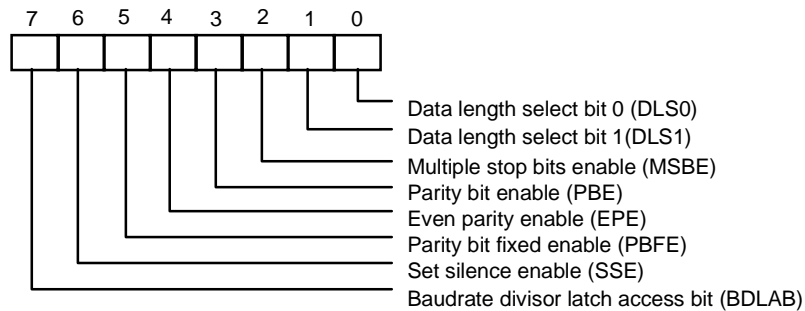 7 6 5 4 3 2 1 0
Data length select bit 0 (DLS0)
Data length select bit 1(DLS1)
Multiple stop bits enable (MSBE)
Parity bit enable (PBE)
Even parity enable (EPE)
Parity bit fixed enable (PBFE)
Set silence enable (SSE)
Baudrate divisor latch access bit (BDLAB)